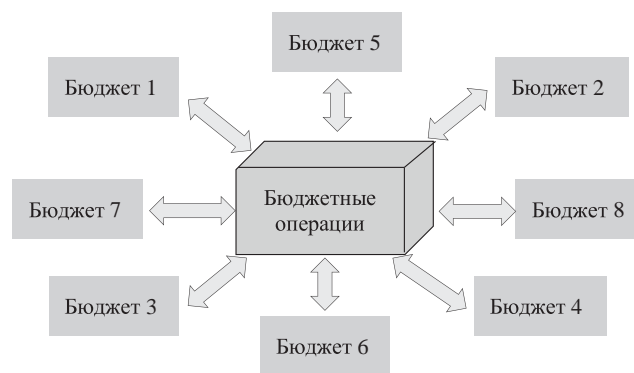 Бюджет 5
Бюджет 1
Бюджет 2
Бюджетные
операции
Бюджет 7
Бюджет 8
Бюджет 3
Бюджет 4
Бюджет 6